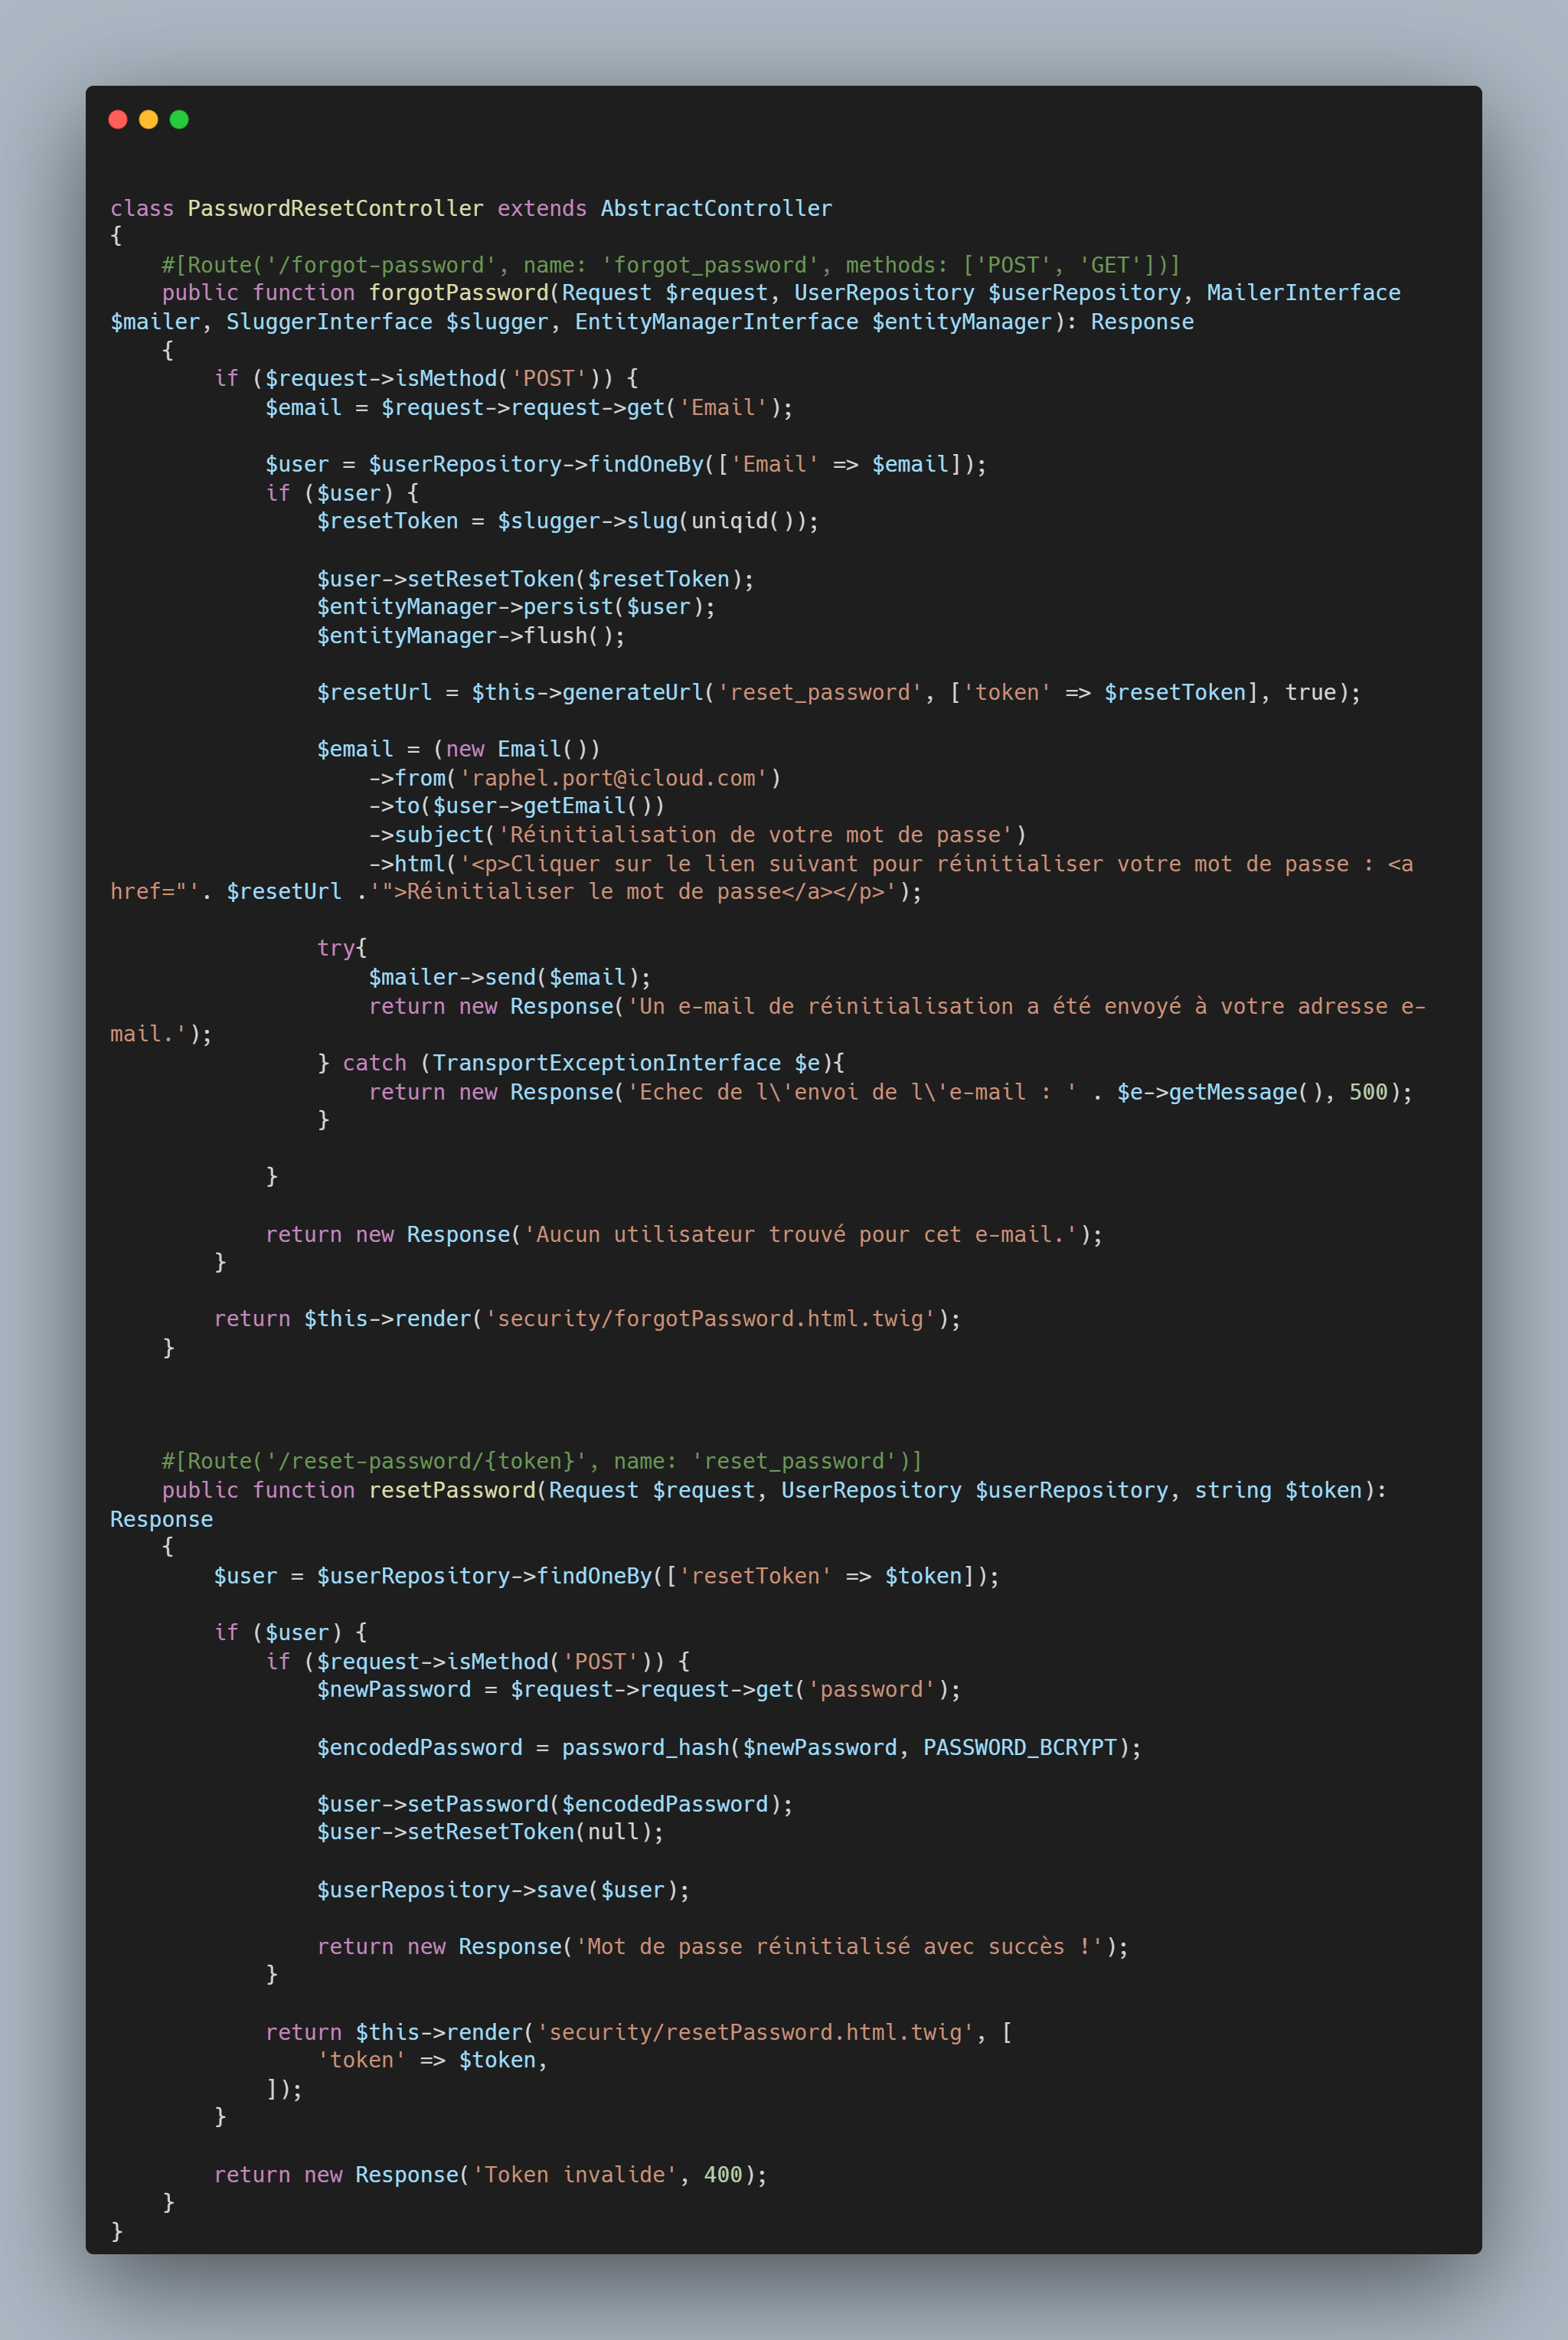 class PasswordResetController extends AbstractController
{
    #[Route('/forgot-password', name: 'forgot_password', methods: ['POST', 'GET'])]
    public function forgotPassword(Request $request, UserRepository $userRepository, MailerInterface
$mailer, SluggerInterface $slugger, EntityManagerInterface $entityManager): Response
    {
        if ($request->isMethod('POST')) {
            $email = $request->request->get('Email');

            $user = $userRepository->findOneBy(['Email' => $email]);
            if ($user) {
                $resetToken = $slugger->slug(uniqid());

                $user->setResetToken($resetToken);
                $entityManager->persist($user);
                $entityManager->flush();

                $resetUrl = $this->generateUrl('reset_password', ['token' => $resetToken], true);

                $email = (new Email())
                    ->from('raphel.port@icloud.com')
                    ->to($user->getEmail())
                    ->subject('Réinitialisation de votre mot de passe')
                    ->html('<p>Cliquer sur le lien suivant pour réinitialiser votre mot de passe : <a
href="'. $resetUrl .'">Réinitialiser le mot de passe</a></p>');

                try{
                    $mailer->send($email);
                    return new Response('Un e-mail de réinitialisation a été envoyé à votre adresse e-
mail.');
                } catch (TransportExceptionInterface $e){
                    return new Response('Echec de l\'envoi de l\'e-mail : ' . $e->getMessage(), 500);
                }

            }

            return new Response('Aucun utilisateur trouvé pour cet e-mail.');
        }

        return $this->render('security/forgotPassword.html.twig');
    }

    #[Route('/reset-password/{token}', name: 'reset_password')]
    public function resetPassword(Request $request, UserRepository $userRepository, string $token):
Response
    {
        $user = $userRepository->findOneBy(['resetToken' => $token]);

        if ($user) {
            if ($request->isMethod('POST')) {
                $newPassword = $request->request->get('password');

                $encodedPassword = password_hash($newPassword, PASSWORD_BCRYPT);

                $user->setPassword($encodedPassword);
                $user->setResetToken(null);

                $userRepository->save($user);

                return new Response('Mot de passe réinitialisé avec succès !');
            }

            return $this->render('security/resetPassword.html.twig', [
                'token' => $token,
            ]);
        }

        return new Response('Token invalide', 400);
    }
}